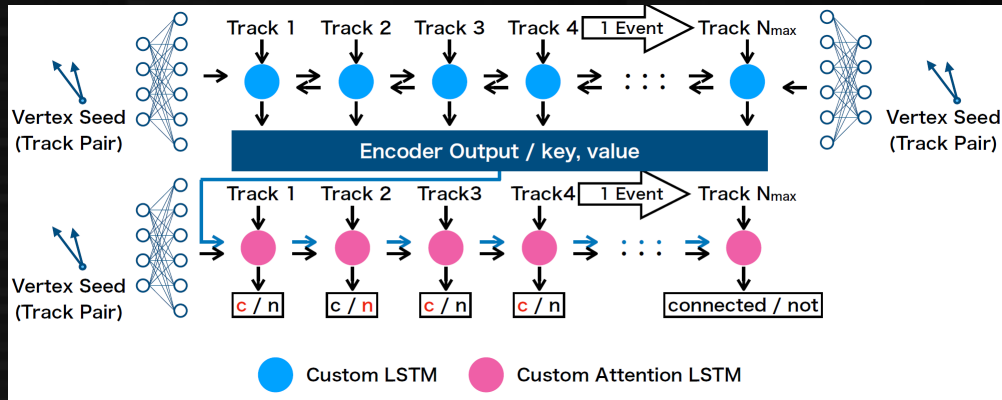 Track 1 Track 2 Track 3 Track 4 1 Event Track Nmax
Vertex Seed
(Track Pair)
Vertex Seed
(Track Pair)
Encoder Output / key, value
Track 1 Track 2 Track3 Track4 1 Event Track Nmax
Vertex Seed
(Track Pair)
c / n c / n c / n c / n connected / not
Custom LSTM Custom Attention LSTM